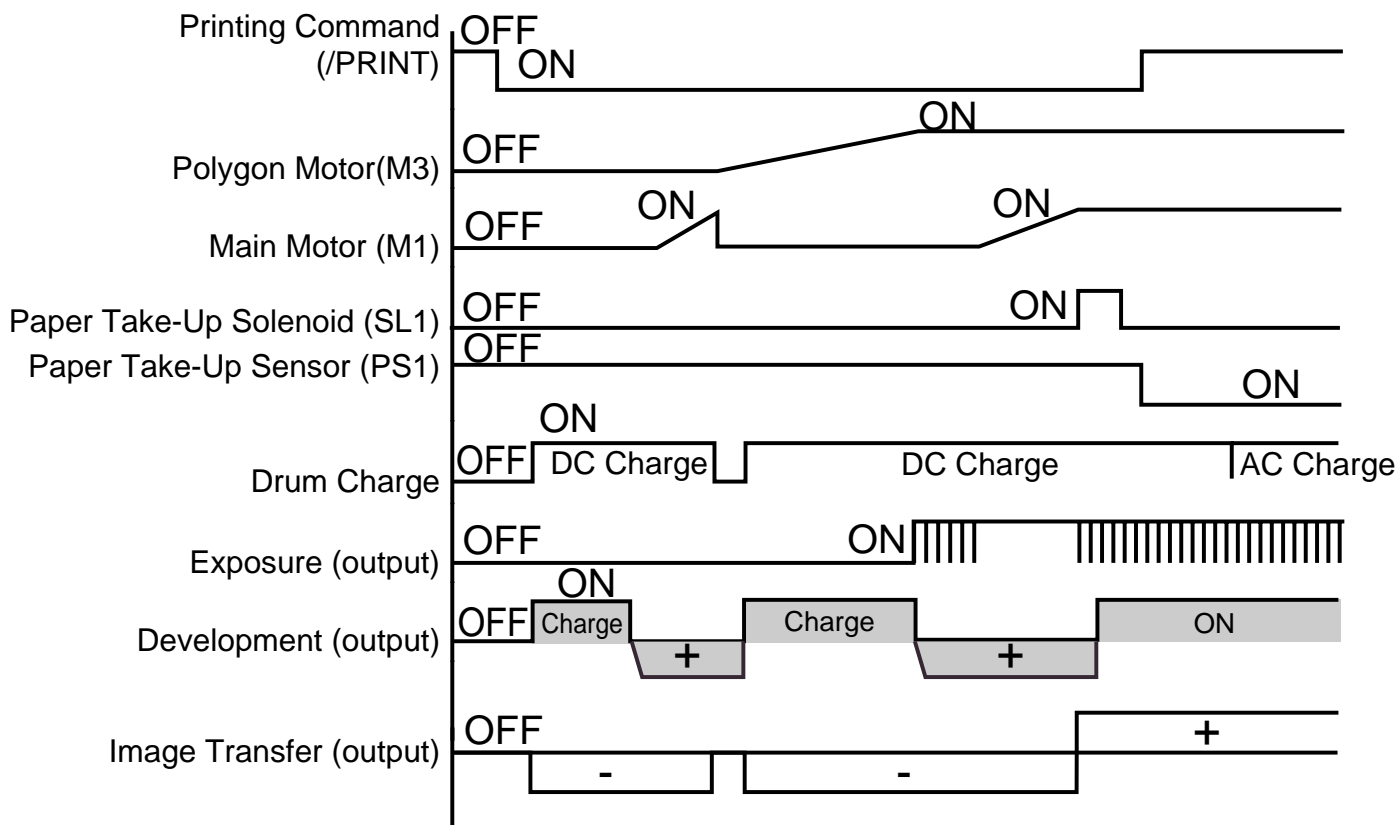 Printing Command
(/PRINT)
OFF
ON
Polygon Motor(M3)
OFF
ON
Main Motor (M1)
OFF
ON
ON
Paper Take-Up Solenoid (SL1)
OFF
ON
Paper Take-Up Sensor (PS1)
OFF
ON
Drum Charge
OFF
ON
DC Charge
DC Charge
AC Charge
Exposure (output)
OFF
ON
Development (output)
OFF
ON
Charge
+
Charge
+
ON
Image Transfer (output)
OFF
-
-
+